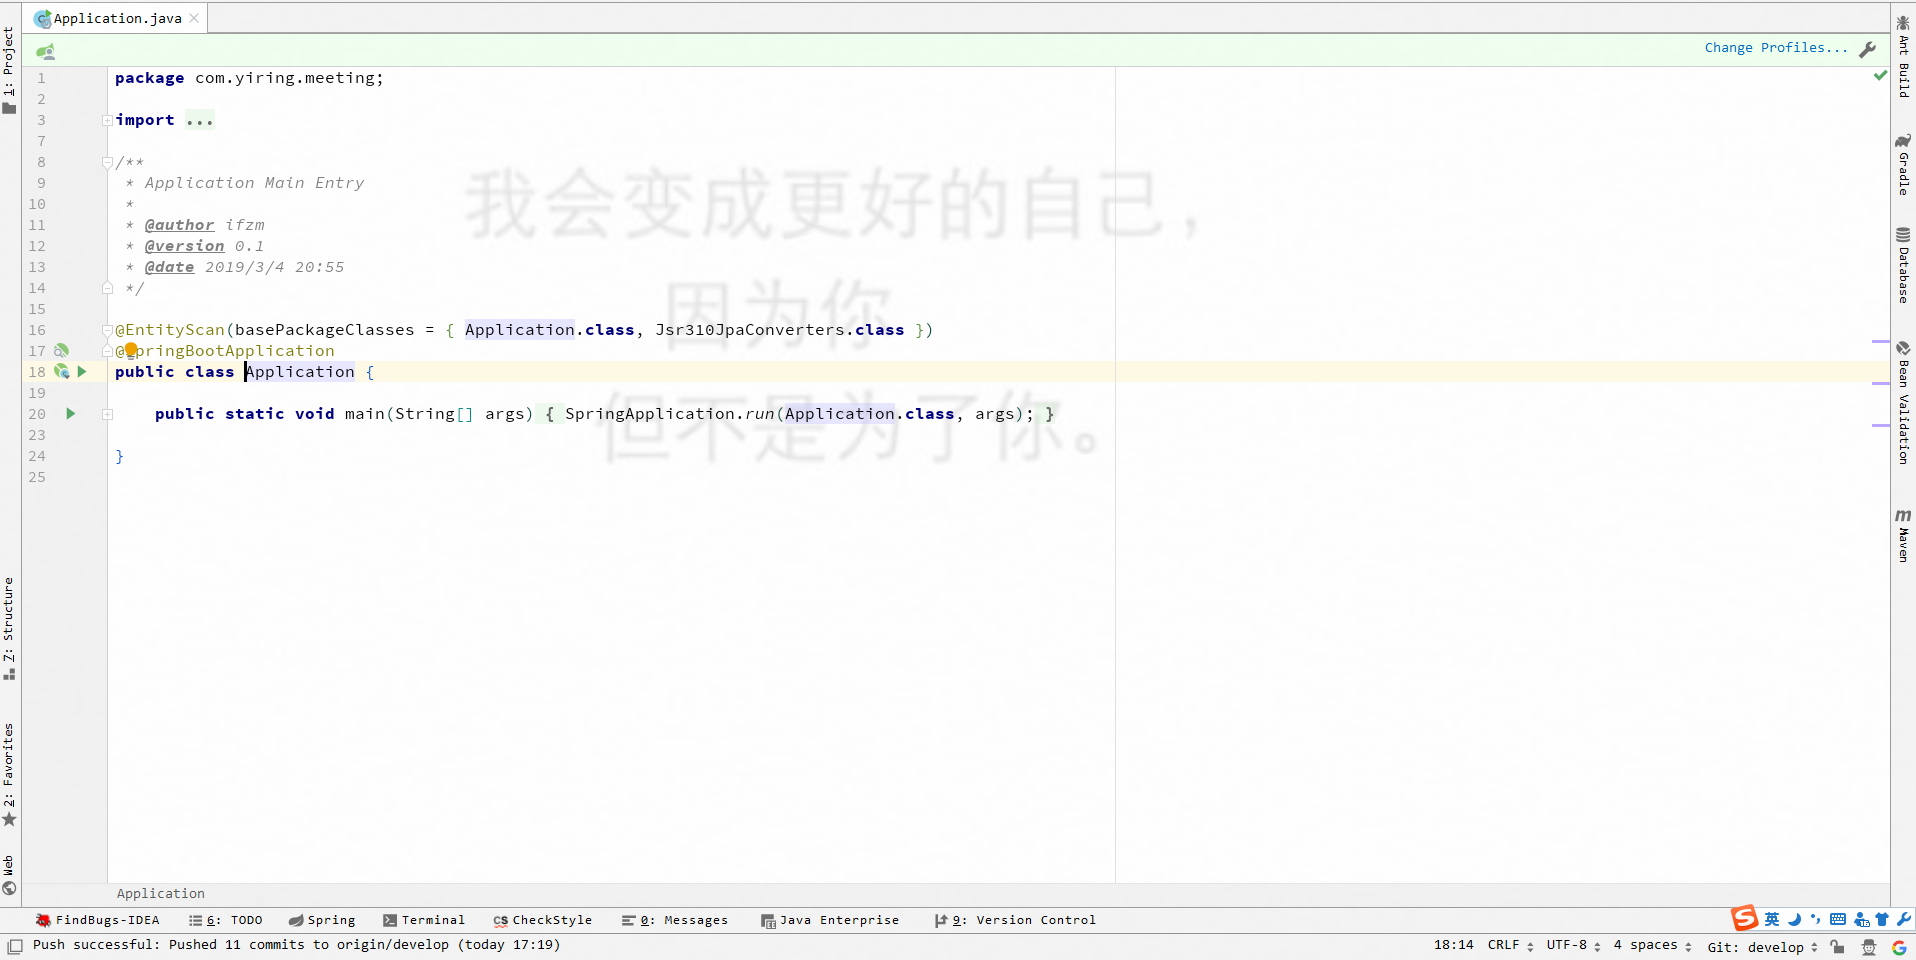 Application.java
Change Profiles...
1: Project
Ant Build
Gradle
Database
Bean Validation
Maven
7: Structure
2: Favorites
Web
1 package com.yiring.meeting;
2
3 import ...
7
8 /**
9 * Application Main Entry
10 *
11 * @author ifzm
12 * @version 0.1
13 * @date 2019/3/4 20:55
14 */
15
16 @EntityScan(basePackageClasses = { Application.class, Jsr310JpaConverters.class })
17 @SpringBootApplication
18 public class Application {
19
20 public static void main(String[] args) { SpringApplication.run(Application.class, args); }
23
24 }
25
我会变成更好的自己，
因为你
但不是为了你。
Application
FindBugs-IDEA 6: TODO Spring Terminal CheckStyle 0: Messages Java Enterprise 9: Version Control
英
Push successful: Pushed 11 commits to origin/develop (today 17:19) 18:14 CRLF UTF-8 4 spaces Git: develop